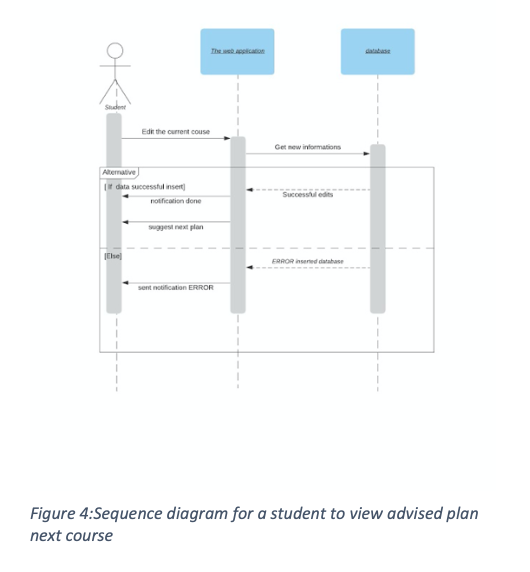 The web application
database
Student
Edit the current couse
Get new informations
Alternative
[ If data successful insert]
Successful edits
notification done
suggest next plan
[Else]
ERROR inserted database
sent notification ERROR
Figure 4:Sequence diagram for a student to view advised plan
next course